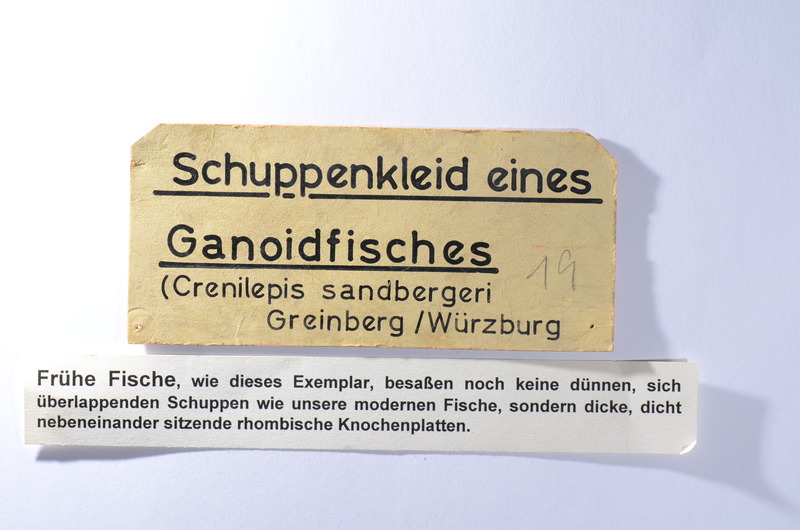 Schuppenkleid eines
Ganoidfisches
19
(Crenilepis sandbergeri
Greinberg /Würzburg
Frühe Fische, wie dieses Exemplar, besaßen noch keine dünnen, sich
überlappenden Schuppen wie unsere modernen Fische, sondern dicke, dicht
nebeneinander sitzende rhombische Knochenplatten.